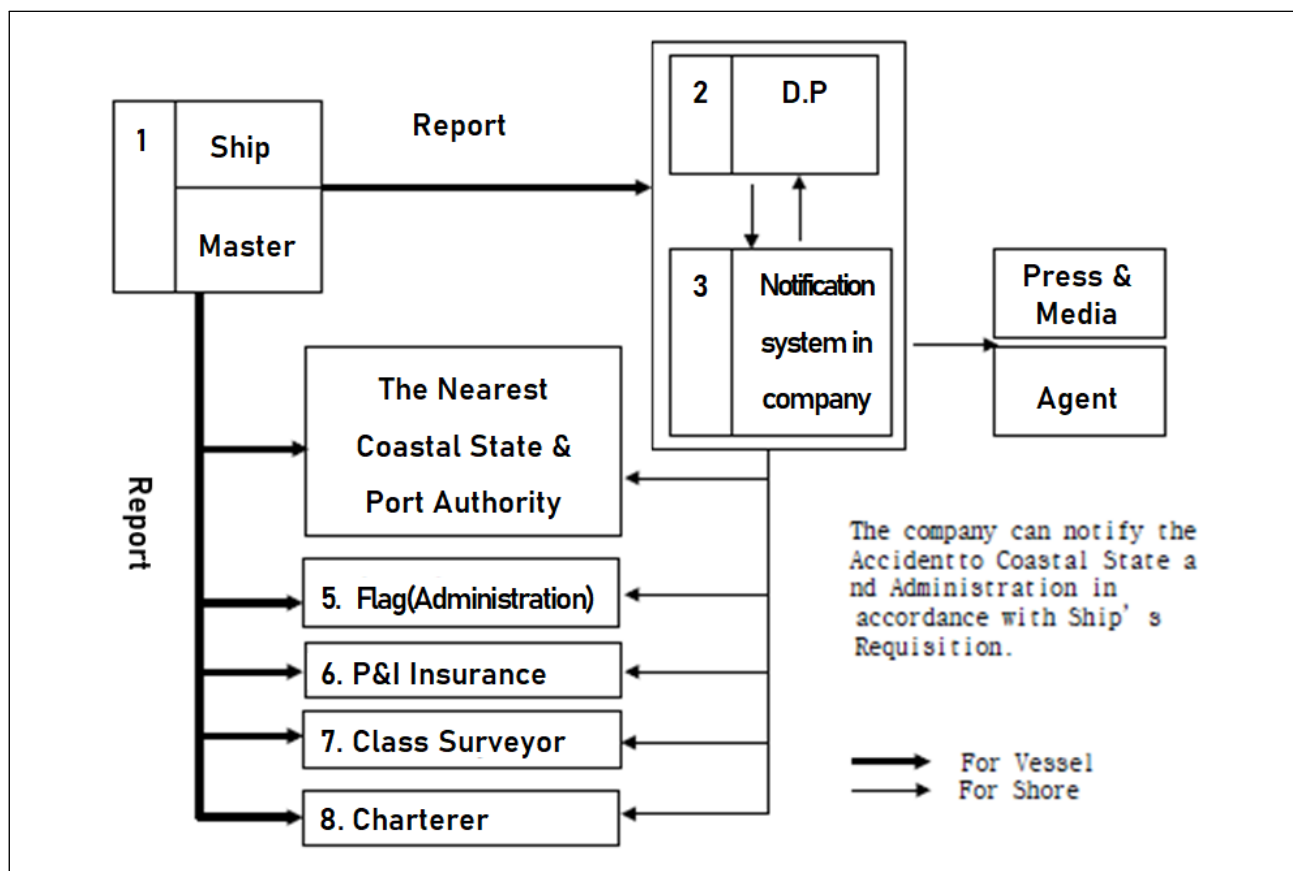 1
Ship
Master
Report
2
D.P
3
Notification
system in
company
Press &
Media
Agent
Report
The Nearest
Coastal State &
Port Authority
5. Flag(Administration)
6. P&I Insurance
7. Class Surveyor
8. Charterer
The company can notify the
Accidentto Coastal State a
nd Administration in
accordance with Ship's
Requisition.
For Vessel
For Shore